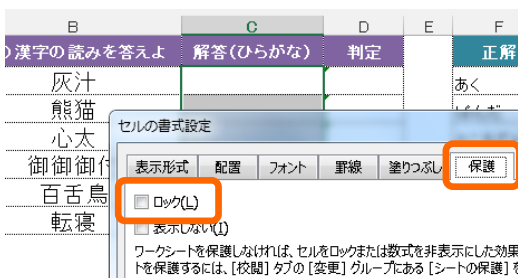 B C D E F
の漢字の読みを答えよ 解答(ひらがな) 判定 正解
灰汁 あく
熊猫
心太
御御御付
百舌鳥
転寝
セルの書式設定
表示形式 配置 フォント 罫線 塗りつぶし 保護
ロック(L)
表示しない(I)
ワークシートを保護しなければ、セルをロックまたは数式を非表示にした効果
トを保護するには、[校閲] タブの [変更] グループにある [シートの保護] を